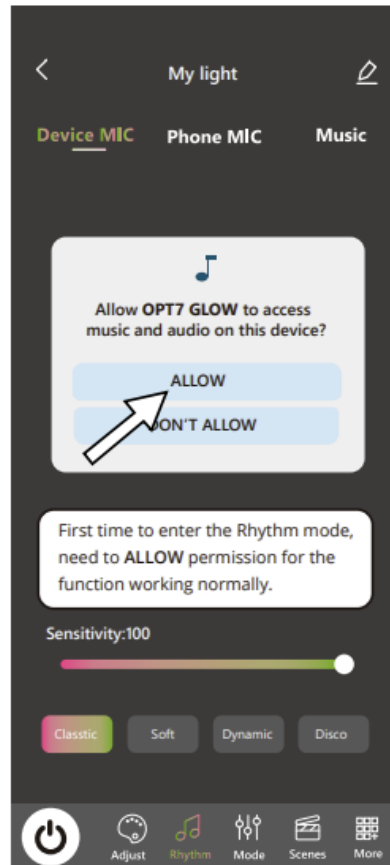 My light
Device MIC Phone MIC Music
Allow OPT7 GLOW to access
music and audio on this device?
ALLOW
DON'T ALLOW
First time to enter the Rhythm mode,
need to ALLOW permission for the
function working normally.
Sensitivity:100
Classtic Soft Dynamic Disco
Adjust Rhythm Mode Scenes More